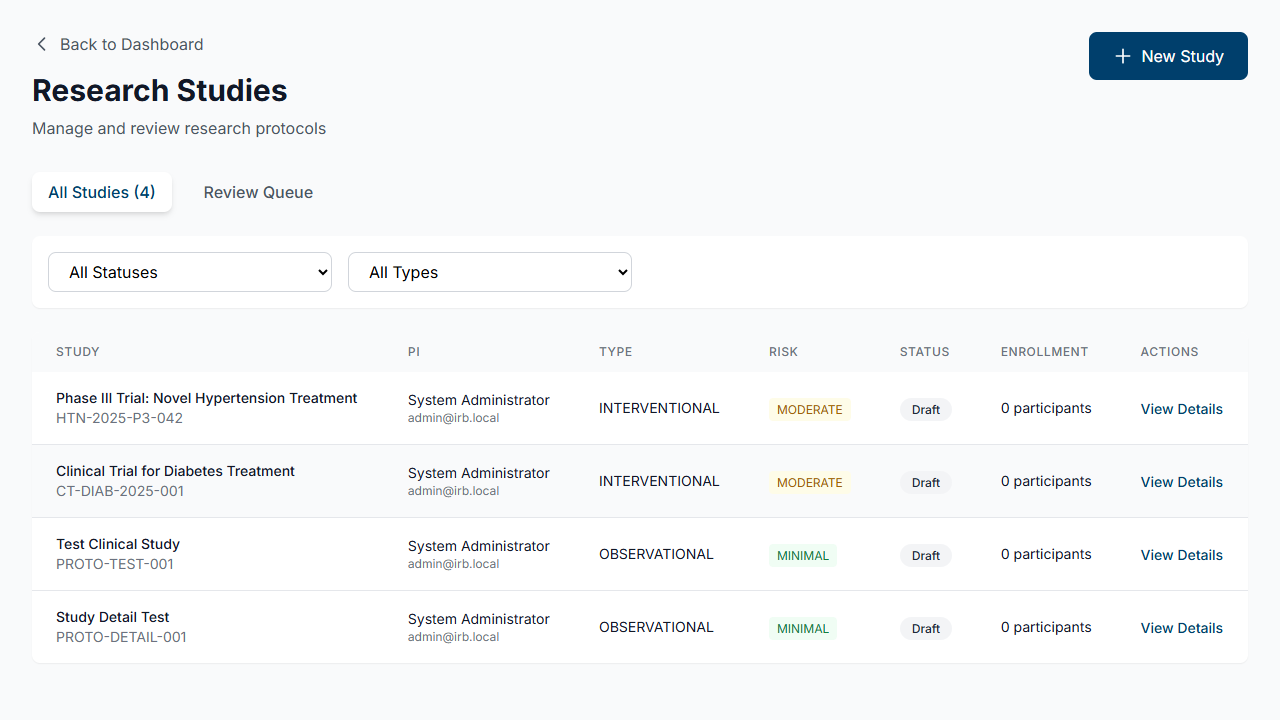 Back to Dashboard
New Study
Research Studies
Manage and review research protocols
All Studies (4)
Review Queue
All Statuses
All Types
STUDY PI TYPE RISK STATUS ENROLLMENT ACTIONS
Phase III Trial: Novel Hypertension Treatment
HTN-2025-P3-042
System Administrator
admin@irb.local
INTERVENTIONAL
MODERATE
Draft
0 participants
View Details
Clinical Trial for Diabetes Treatment
CT-DIAB-2025-001
System Administrator
admin@irb.local
INTERVENTIONAL
MODERATE
Draft
0 participants
View Details
Test Clinical Study
PROTO-TEST-001
System Administrator
admin@irb.local
OBSERVATIONAL
MINIMAL
Draft
0 participants
View Details
Study Detail Test
PROTO-DETAIL-001
System Administrator
admin@irb.local
OBSERVATIONAL
MINIMAL
Draft
0 participants
View Details